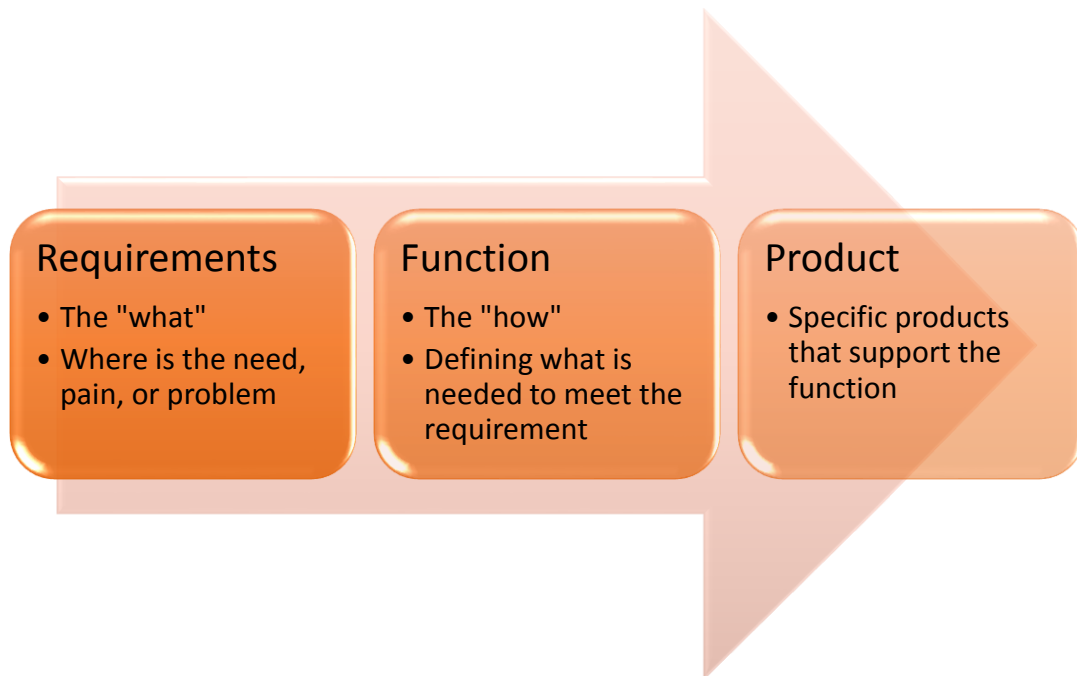 Requirements
• The "what"
• Where is the need,
pain, or problem
Function
• The "how"
• Defining what is
needed to meet the
requirement
Product
• Specific products
that support the
function